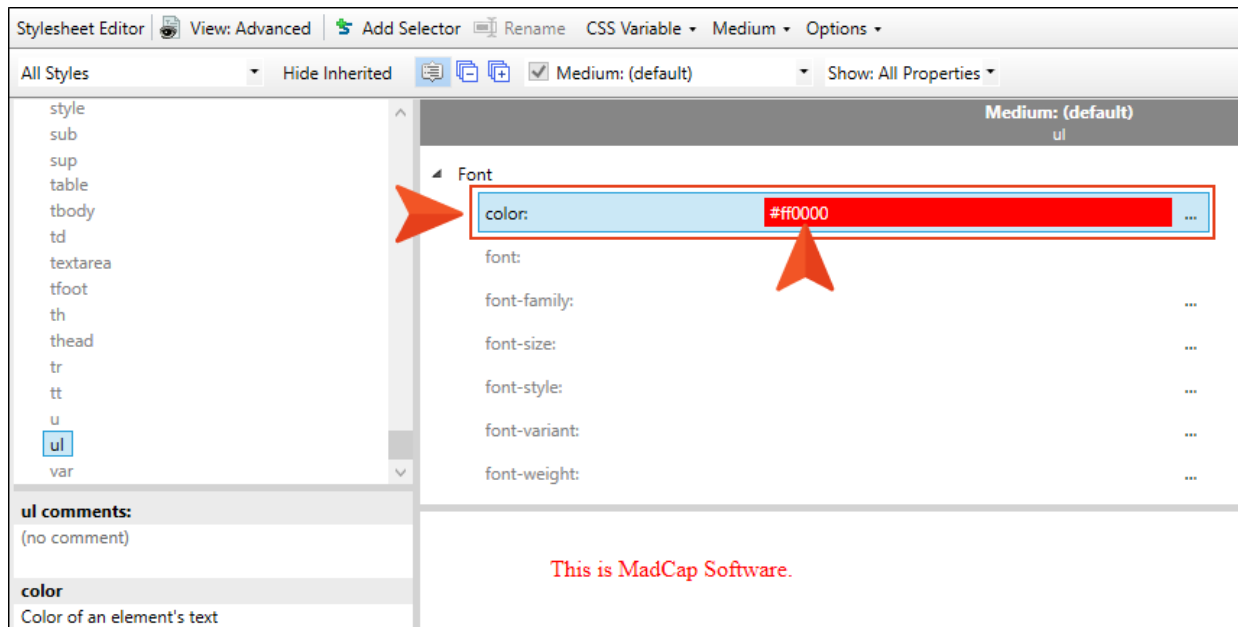 Stylesheet Editor View: Advanced Add Selector Rename CSS Variable Medium Options
All Styles Hide Inherited Medium: (default) Show: All Properties
style
sub
sup
table
tbody
td
textarea
tfoot
th
thead
tr
tt
u
ul
var
ul comments:
(no comment)
color
Color of an element's text
Medium: (default)
ul
Font
color: #ff0000 ...
font:
font-family: ...
font-size: ...
font-style: ...
font-variant: ...
font-weight: ...
This is MadCap Software.